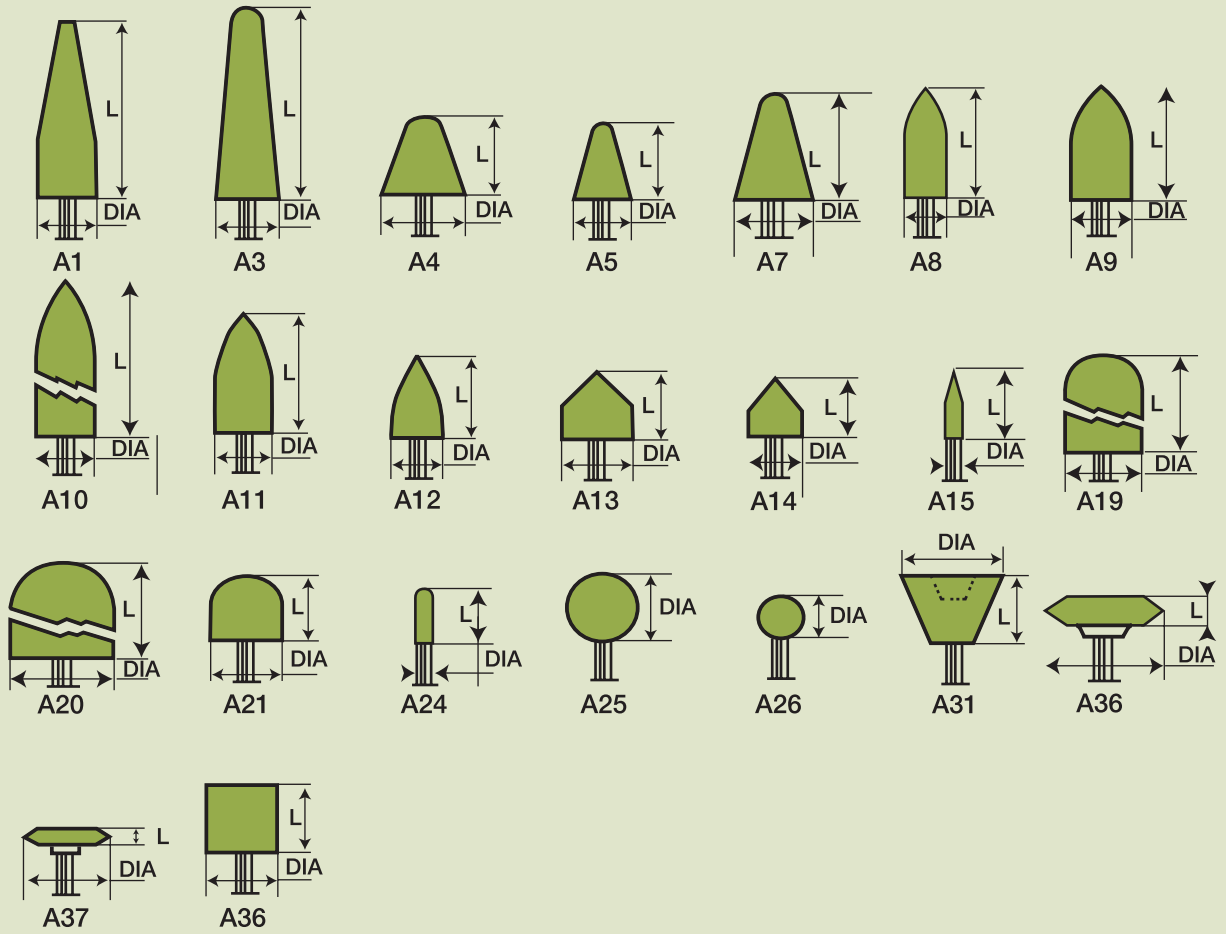 L L L L L L L
DIA DIA DIA DIA DIA DIA DIA
A1 A3 A4 A5 A7 A8 A9
L L L L L L L
DIA DIA DIA DIA DIA DIA DIA
A10 A11 A12 A13 A14 A15 A19
DIA
L L L DIA DIA L L
DIA DIA DIA DIA
A20 A21 A24 A25 A26 A31 A36
L L
DIA DIA
A37 A36